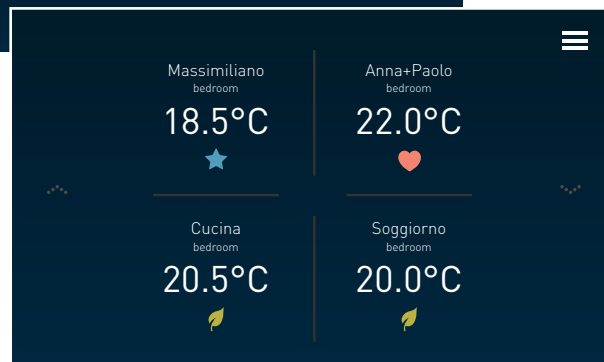 Massimiliano
bedroom
18.5°C
Anna+Paolo
bedroom
22.0°C
Cucina
bedroom
20.5°C
Soggiorno
bedroom
20.0°C